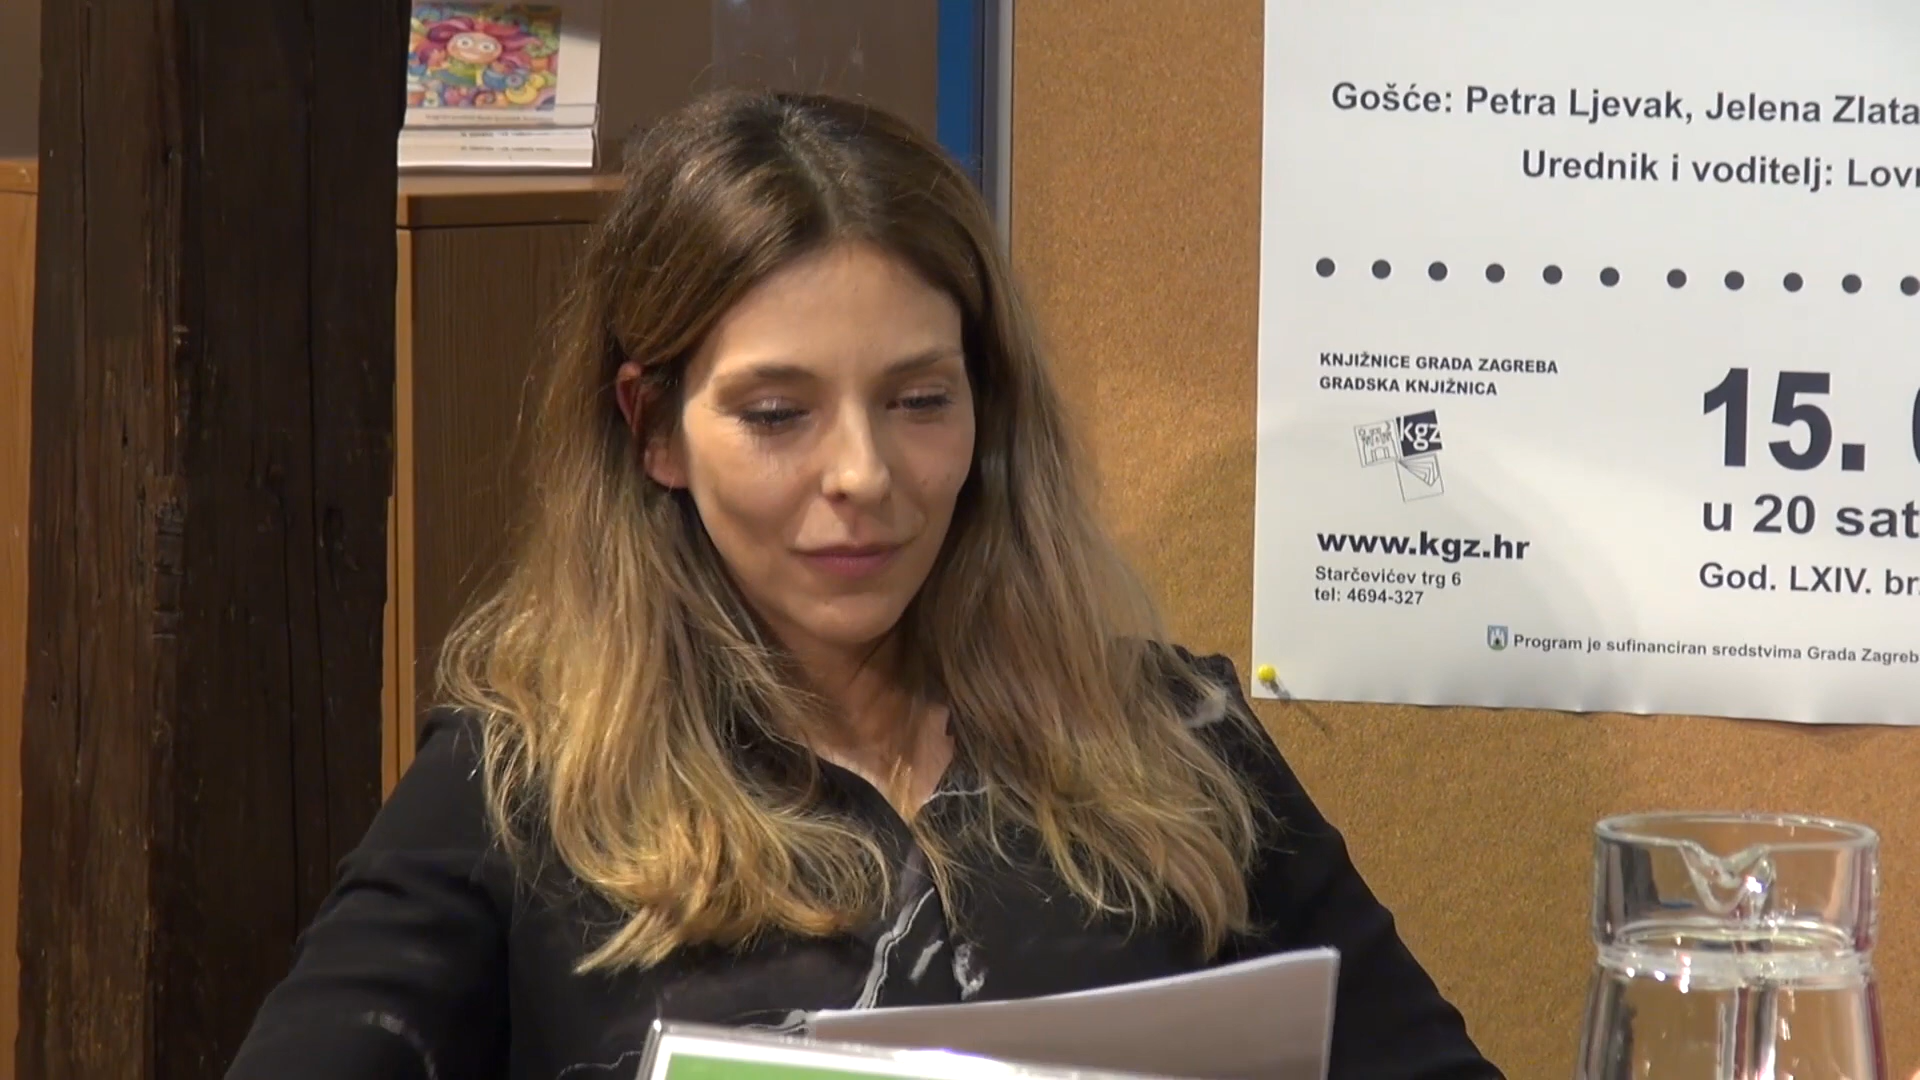 Gošće: Petra Ljevak, Jelena Zlata
Urednik i voditelj: Lovr
KNJIŽNICE GRADA ZAGREBA
GRADSKA KNJIŽNICA
kgz
www.kgz.hr
Starčevićev trg 6
tel: 4694-327
15.
u 20 sat
God. LXIV. br.
Program je sufinanciran sredstvima Grada Zagreb